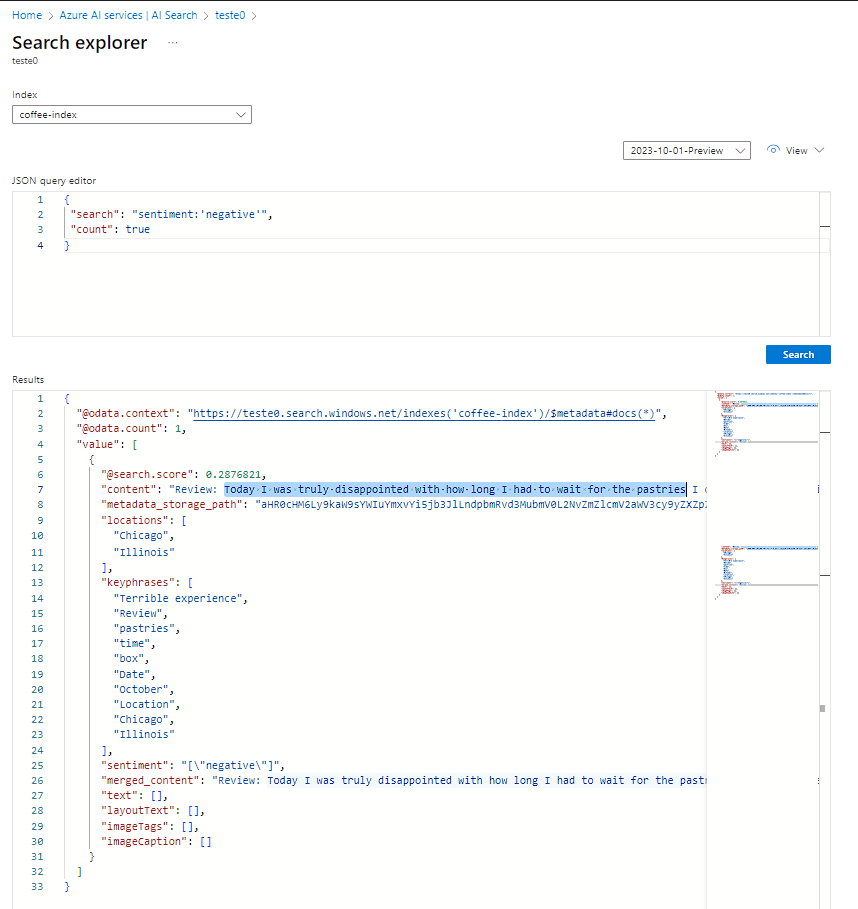 Home > Azure AI services | AI Search > teste0 >
Search explorer ...
teste0
Index
coffee-index
2023-10-01-Preview View
JSON query editor
1 {
2 "search": "sentiment:'negative'",
3 "count": true
4 }
Search
Results
1 {
2 "@odata.context": "https://teste0.search.windows.net/indexes('coffee-index')/$metadata#docs(*)",
3 "@odata.count": 1,
4 "value": [
5 {
6 "@search.score": 0.2876821,
7 "content": "Review: Today I was truly disappointed with how long I had to wait for the pastries I
8 "metadata_storage_path":
9 "locations": [
10 "Chicago",
11 "Illinois"
12 ],
13 "keyphrases": [
14 "Terrible experience",
15 "Review",
16 "pastries",
17 "time",
18 "box",
19 "Date",
20 "October",
21 "Location",
22 "Chicago",
23 "Illinois"
24 ],
25 "sentiment": "[\"negative\"]",
26 "merged_content": "Review: Today I was truly disappointed with how long I had to wait for the
27 "text": [],
28 "layoutText": [],
29 "imageTags": [],
30 "imageCaption": []
31 }
32 ]
33 }